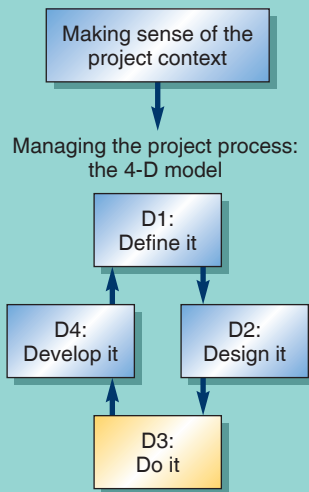 Making sense of the
project context
Managing the project process:
the 4-D model
D1:
Define it
D4:
Develop it
D2:
Design it
D3:
Do it